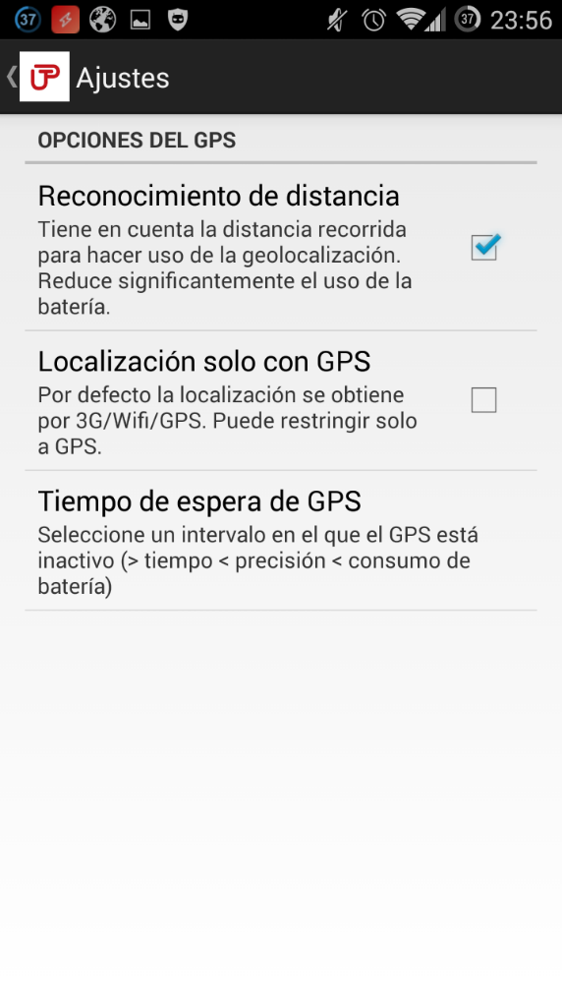 37 37 23:56
UP Ajustes
OPCIONES DEL GPS
Reconocimiento de distancia
Tiene en cuenta la distancia recorrida
para hacer uso de la geolocalización.
Reduce significantemente el uso de la
batería.
Localización solo con GPS
Por defecto la localización se obtiene
por 3G/Wifi/GPS. Puede restringir solo
a GPS.
Tiempo de espera de GPS
Seleccione un intervalo en el que el GPS está
inactivo (> tiempo < precisión < consumo de
batería)